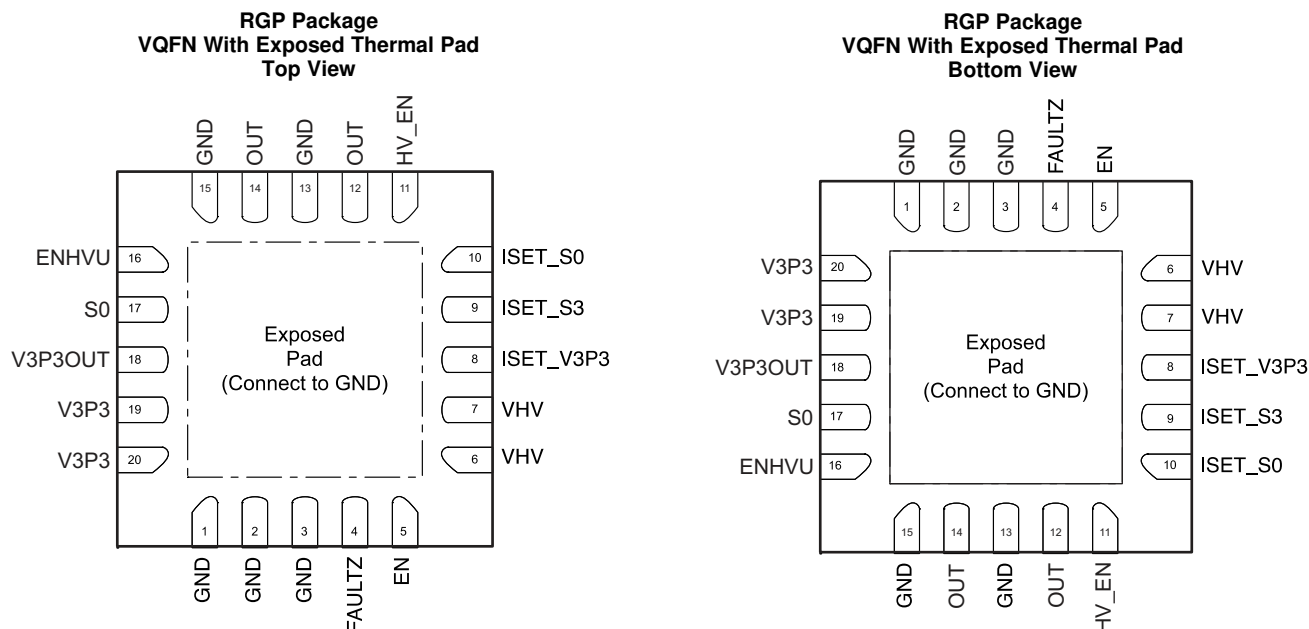 RGP Package
VQFN With Exposed Thermal Pad
Top View
GND
OUT
GND
OUT
HV_EN
15
14
13
12
11
ENHVU 16
10 ISET_S0
S0 17
9 ISET_S3
V3P3OUT 18
8 ISET_V3P3
V3P3 19
7 VHV
V3P3 20
6 VHV
Exposed
Pad
(Connect to GND)
1
2
3
4
5
GND
GND
GND
FAULTZ
EN
RGP Package
VQFN With Exposed Thermal Pad
Bottom View
GND
GND
GND
FAULTZ
EN
1
2
3
4
5
V3P3 20
6 VHV
V3P3 19
7 VHV
V3P3OUT 18
8 ISET_V3P3
S0 17
9 ISET_S3
ENHVU 16
10 ISET_S0
Exposed
Pad
(Connect to GND)
15
14
13
12
11
GND
OUT
GND
OUT
HV_EN